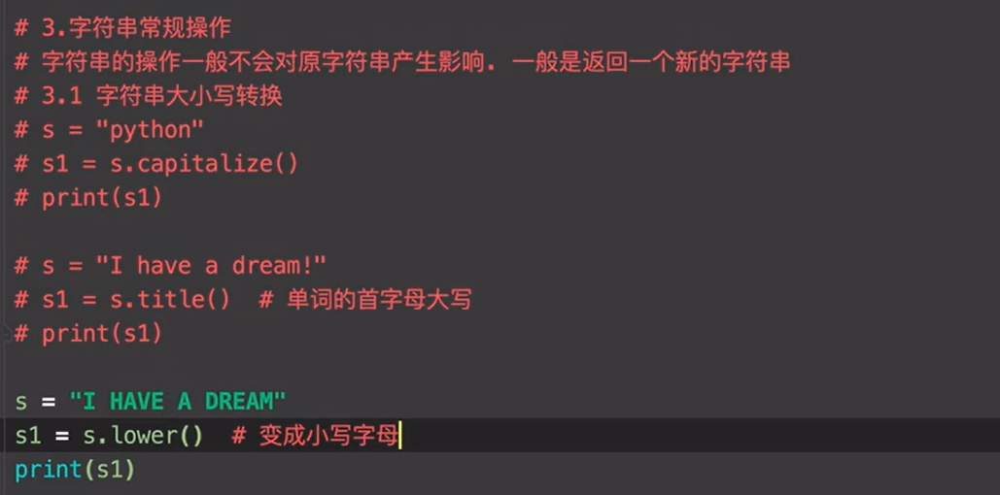 # 3.字符串常规操作
# 字符串的操作一般不会对原字符串产生影响. 一般是返回一个新的字符串
# 3.1 字符串大小写转换
# s = "python"
# s1 = s.capitalize()
# print(s1)
# s = "I have a dream!"
# s1 = s.title()  # 单词的首字母大写
# print(s1)
s = "I HAVE A DREAM"
s1 = s.lower()  # 变成小写字母
print(s1)